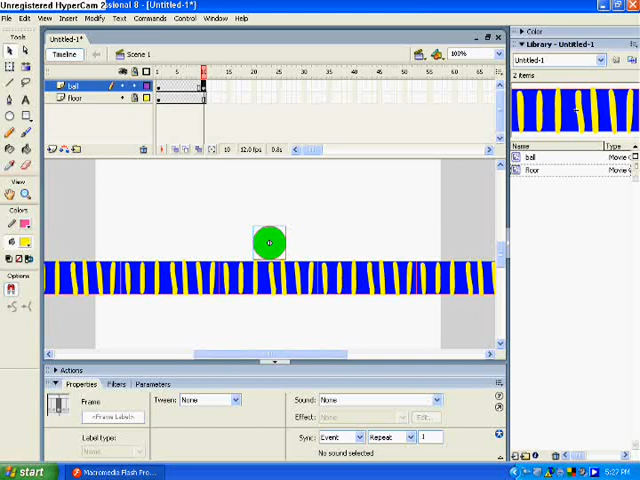 Unregistered HyperCam 2
ssional 8 - [Untitled-1*]
File Edit View Insert Modify Text Commands Control Window Help
Tools
View
Colors
Options
Untitled-1*
Timeline
Scene 1
100%
1 5 10 15 20 25 30 35 40 45 50 55 60 65
ball
floor
10 12.0 fps 0.8s
Color
Library - Untitled-1
Untitled-1
2 items
Name Type
ball Movie
floor Movie
Actions
Properties Filters Parameters
Frame
<Frame Label>
Label type:
None
Tween: None
Sound: None
Effect: None Edit...
Sync: Event Repeat 1
No sound selected
start
Macromedia Flash Pro...
5:27 PM